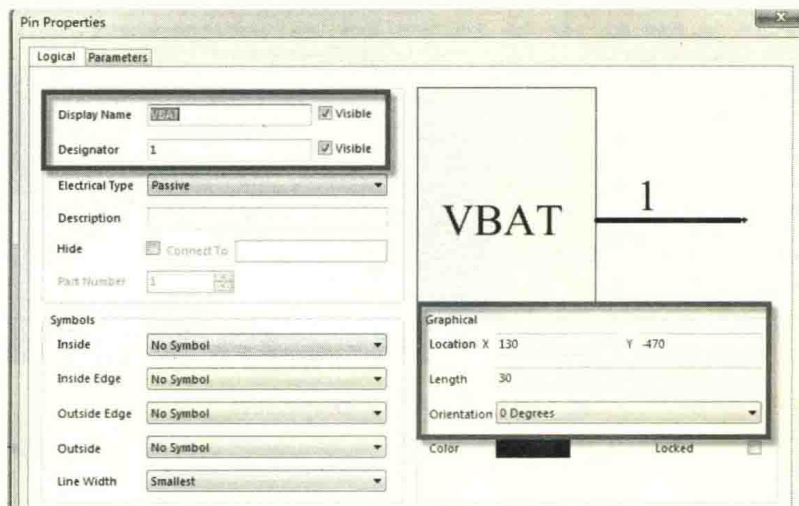 Pin Properties
Logical Parameters
Display Name VBAT Visible
Designator 1 Visible
Electrical Type Passive
Description
Hide Connect To
Part Number 1
VBAT 1
Symbols
Inside No Symbol
Inside Edge No Symbol
Outside Edge No Symbol
Outside No Symbol
Line Width Smallest
Graphical
Location X 130 Y -470
Length 30
Orientation 0 Degrees
Color Locked